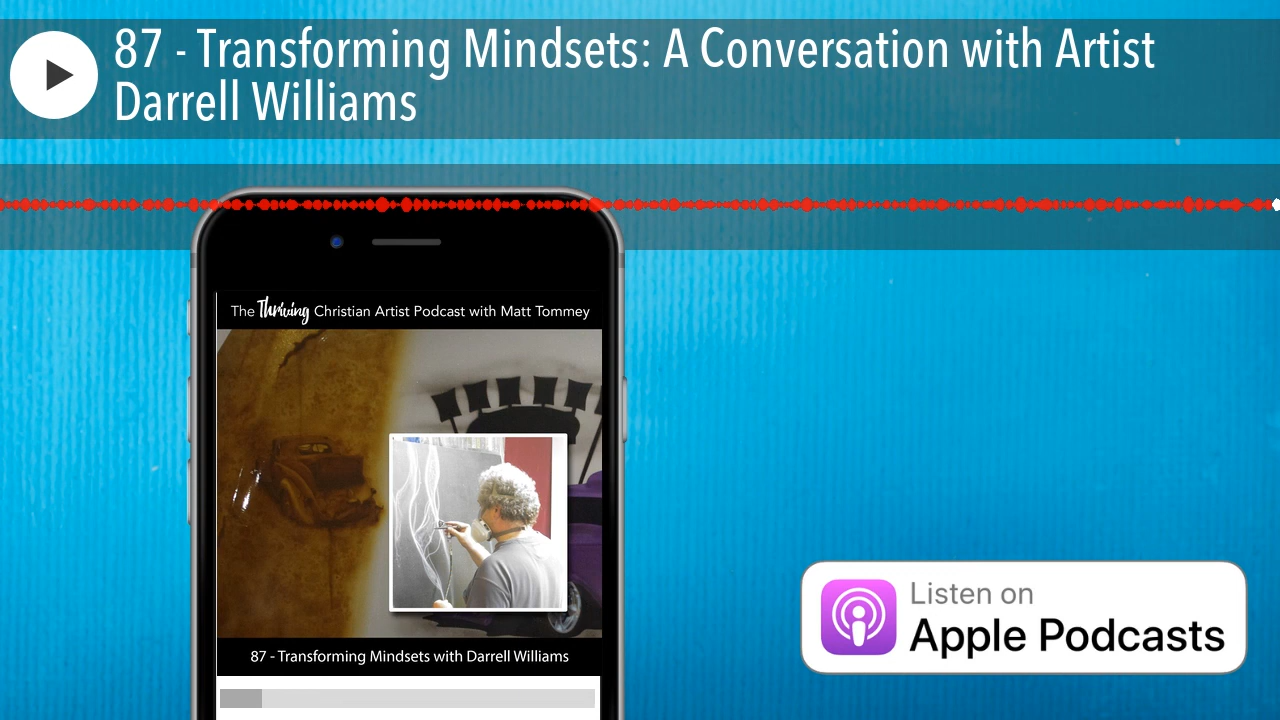 87 - Transforming Mindsets: A Conversation with Artist
Darrell Williams
The Thriving Christian Artist Podcast with Matt Tommey
87 - Transforming Mindsets with Darrell Williams
Listen on
Apple Podcasts